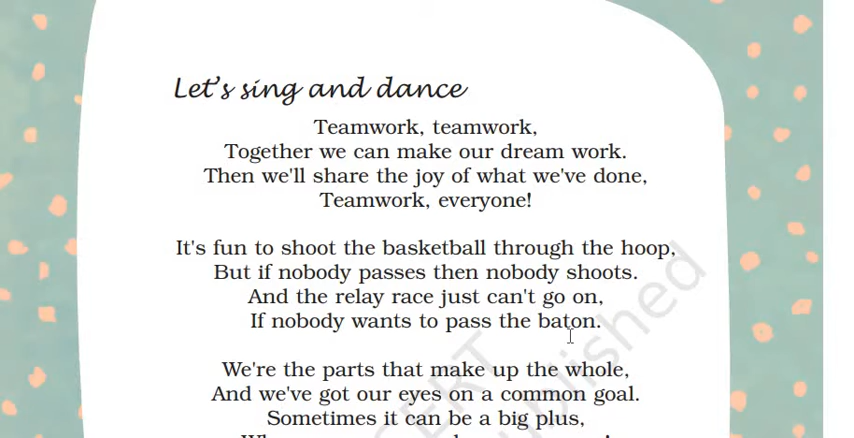 Let's sing and dance
Teamwork, teamwork,
Together we can make our dream work.
Then we'll share the joy of what we've done,
Teamwork, everyone!
It's fun to shoot the basketball through the hoop,
But if nobody passes then nobody shoots.
And the relay race just can't go on,
If nobody wants to pass the baton.
We're the parts that make up the whole,
And we've got our eyes on a common goal.
Sometimes it can be a big plus,